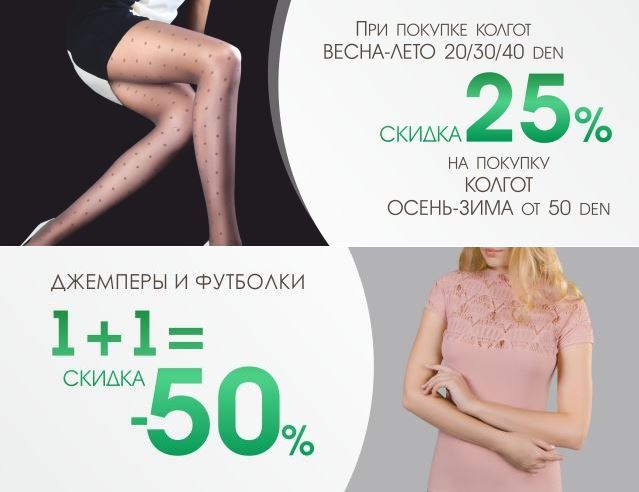 При покупке колгот
ВЕСНА-ЛЕТО 20/30/40 DEN
СКИДКА 25%
НА ПОКУПКУ
КОЛГОТ
ОСЕНЬ-ЗИМА ОТ 50 DEN
ДЖЕМПЕРЫ И ФУТБОЛКИ
1+1=
СКИДКА
-50%